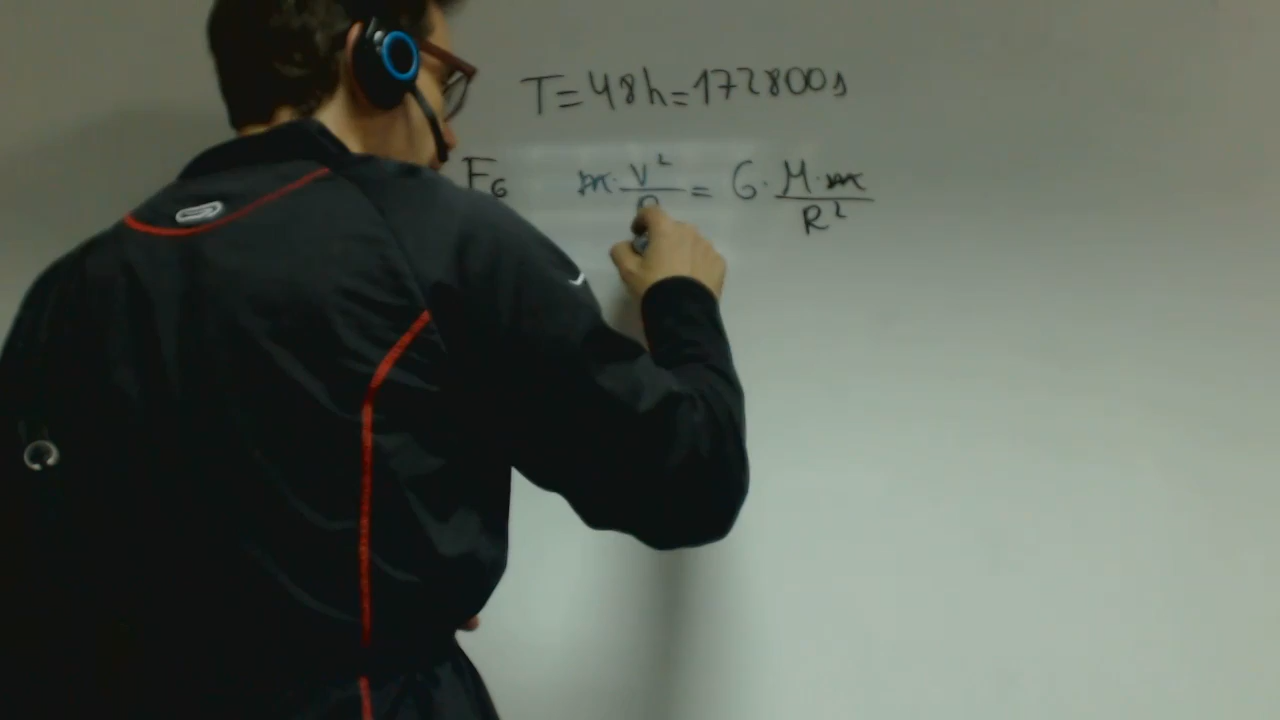 T=48h=172800s
F_G m·v²/R = G·M·m/R²